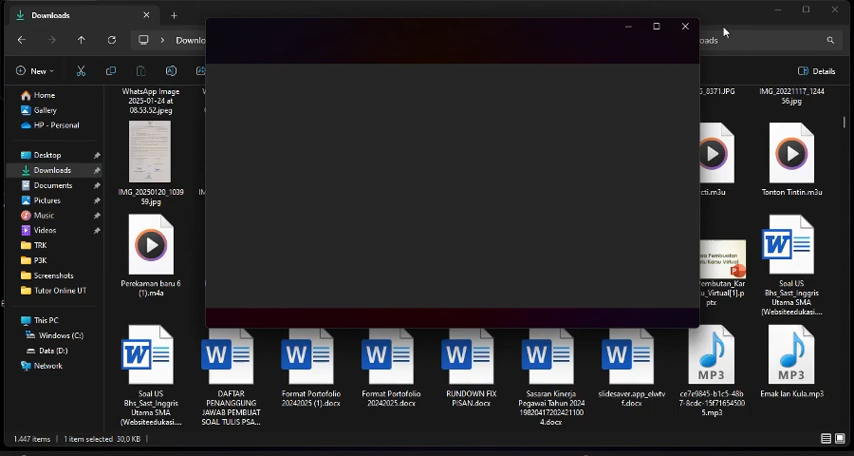 Downloads
Downlo
oads
New
Details
Home
Gallery
HP - Personal
Desktop
Downloads
Documents
Pictures
Music
Videos
TRK
P3K
Screenshots
Tutor Online UT
This PC
Windows (C:)
Data (D:)
Network
WhatsApp Image
2025-01-24 at
08.53.52.jpeg
IMG_20250120_1039
59.jpg
Perekaman baru 6
(1).m4a
Soal US
Bhs_Sast_Inggris
Utama SMA
(Websiteedukasi....
DAFTAR
PENANGGUNG
JAWAB PEMBUAT
SOAL TULIS PSA...
Format Portofolio
20242025 (1).docx
Format Portofolio
20242025.docx
RUNDOWN FIX
PISAN.docx
Sasaran Kinerja
Pegawai Tahun 2024
19820417202421100
4.docx
slidesaver.app_elwtv
f.docx
MP3
ce7e9845-b1c5-48b
7-8cdc-15f71654500
5.mp3
MP3
Emak lan Kula.mp3
IMG_20221117_1244
56.jpg
Tonton Tintin.m3u
Soal US
Bhs_Sast_Inggris
Utama SMA
(Websiteedukasi....
1.447 items
1 item selected 30,0 KB